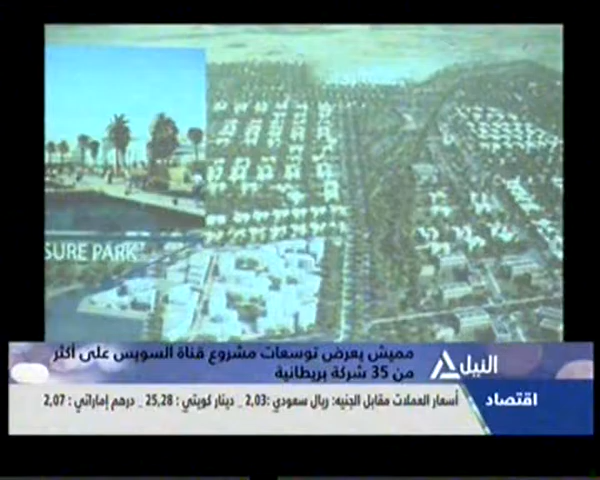 SURE PARK
مميش يعرض توسعات مشروع قناة السويس على أكثر
من 35 شركة بريطانية
النيل
اقتصاد
أسعار العملات مقابل الجنيه: ريال سعودي :2,03 _ دينار كويتي : 25,28 _ درهم إماراتي : 2,07